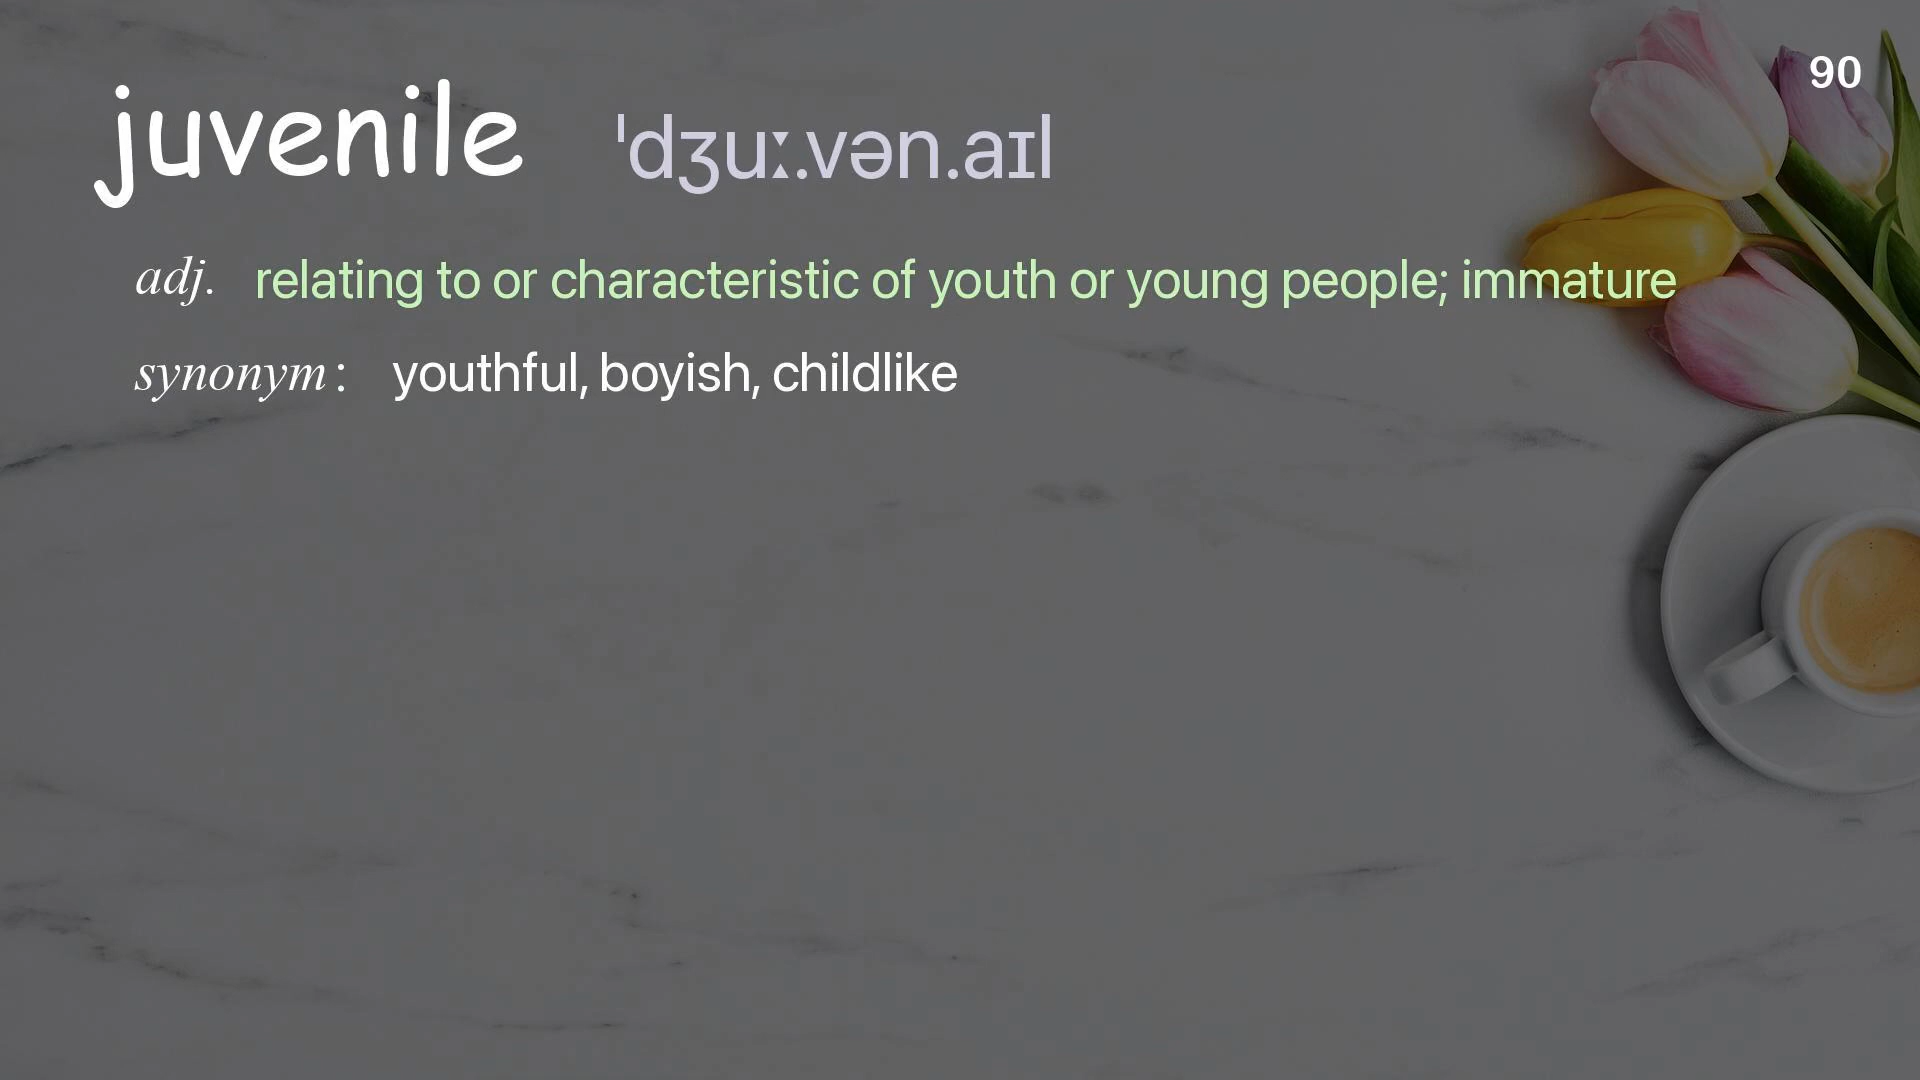 90
juvenile ˈdʒuː.vən.aɪl
adj. relating to or characteristic of youth or young people; immature
synonym: youthful, boyish, childlike